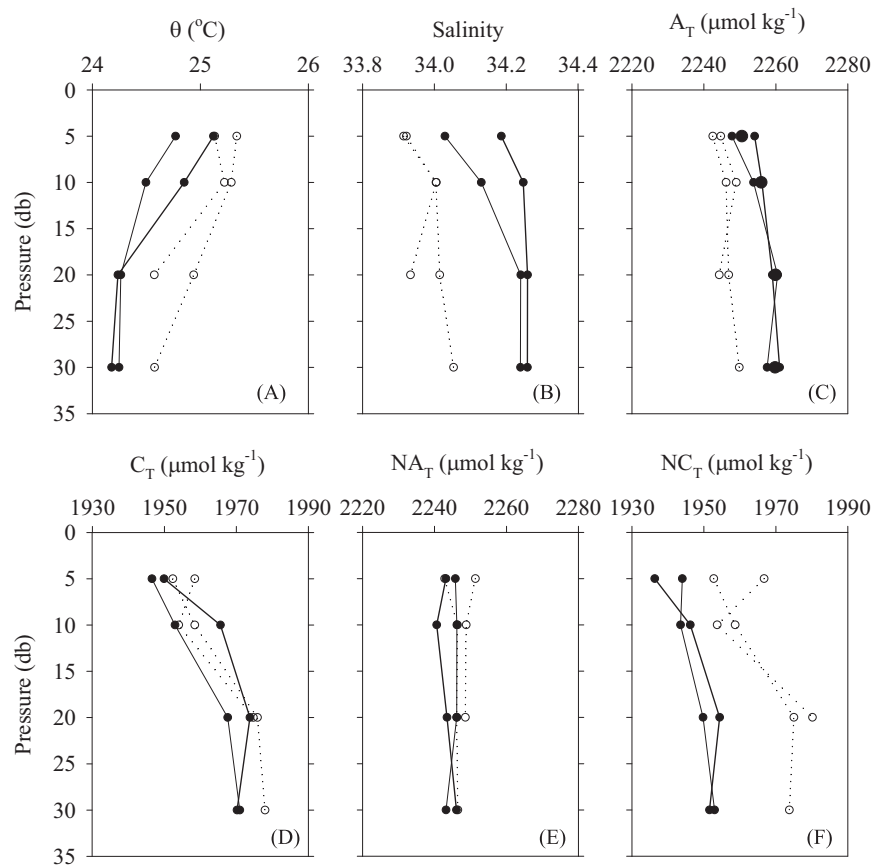 θ (°C) Salinity A_T (μmol kg⁻¹)
24 25 26 33.8 34.0 34.2 34.4 2220 2240 2260 2280
0
5
10
15
20
25
30
35
Pressure (db)
(A) (B) (C)
C_T (μmol kg⁻¹) NA_T (μmol kg⁻¹) NC_T (μmol kg⁻¹)
1930 1950 1970 1990 2220 2240 2260 2280 1930 1950 1970 1990
0
5
10
15
20
25
30
35
Pressure (db)
(D) (E) (F)